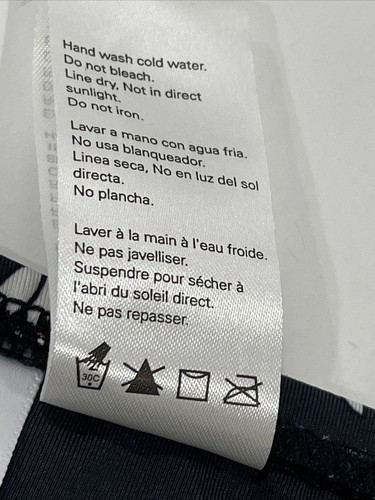 Hand wash cold water.
Do not bleach.
Line dry, Not in direct
sunlight.
Do not iron.
Lavar a mano con agua fria.
No usa blanqueador.
Linea seca, No en luz del sol
directa.
No plancha.
Laver à la main à l'eau froide.
Ne pas javelliser.
Suspendre pour sécher à
l'abri du soleil direct.
Ne pas repasser.
30C